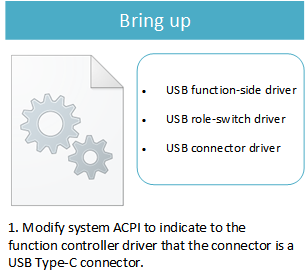 Bring up
USB function-side driver
USB role-switch driver
USB connector driver
1. Modify system ACPI to indicate to the
function controller driver that the connector is a
USB Type-C connector.